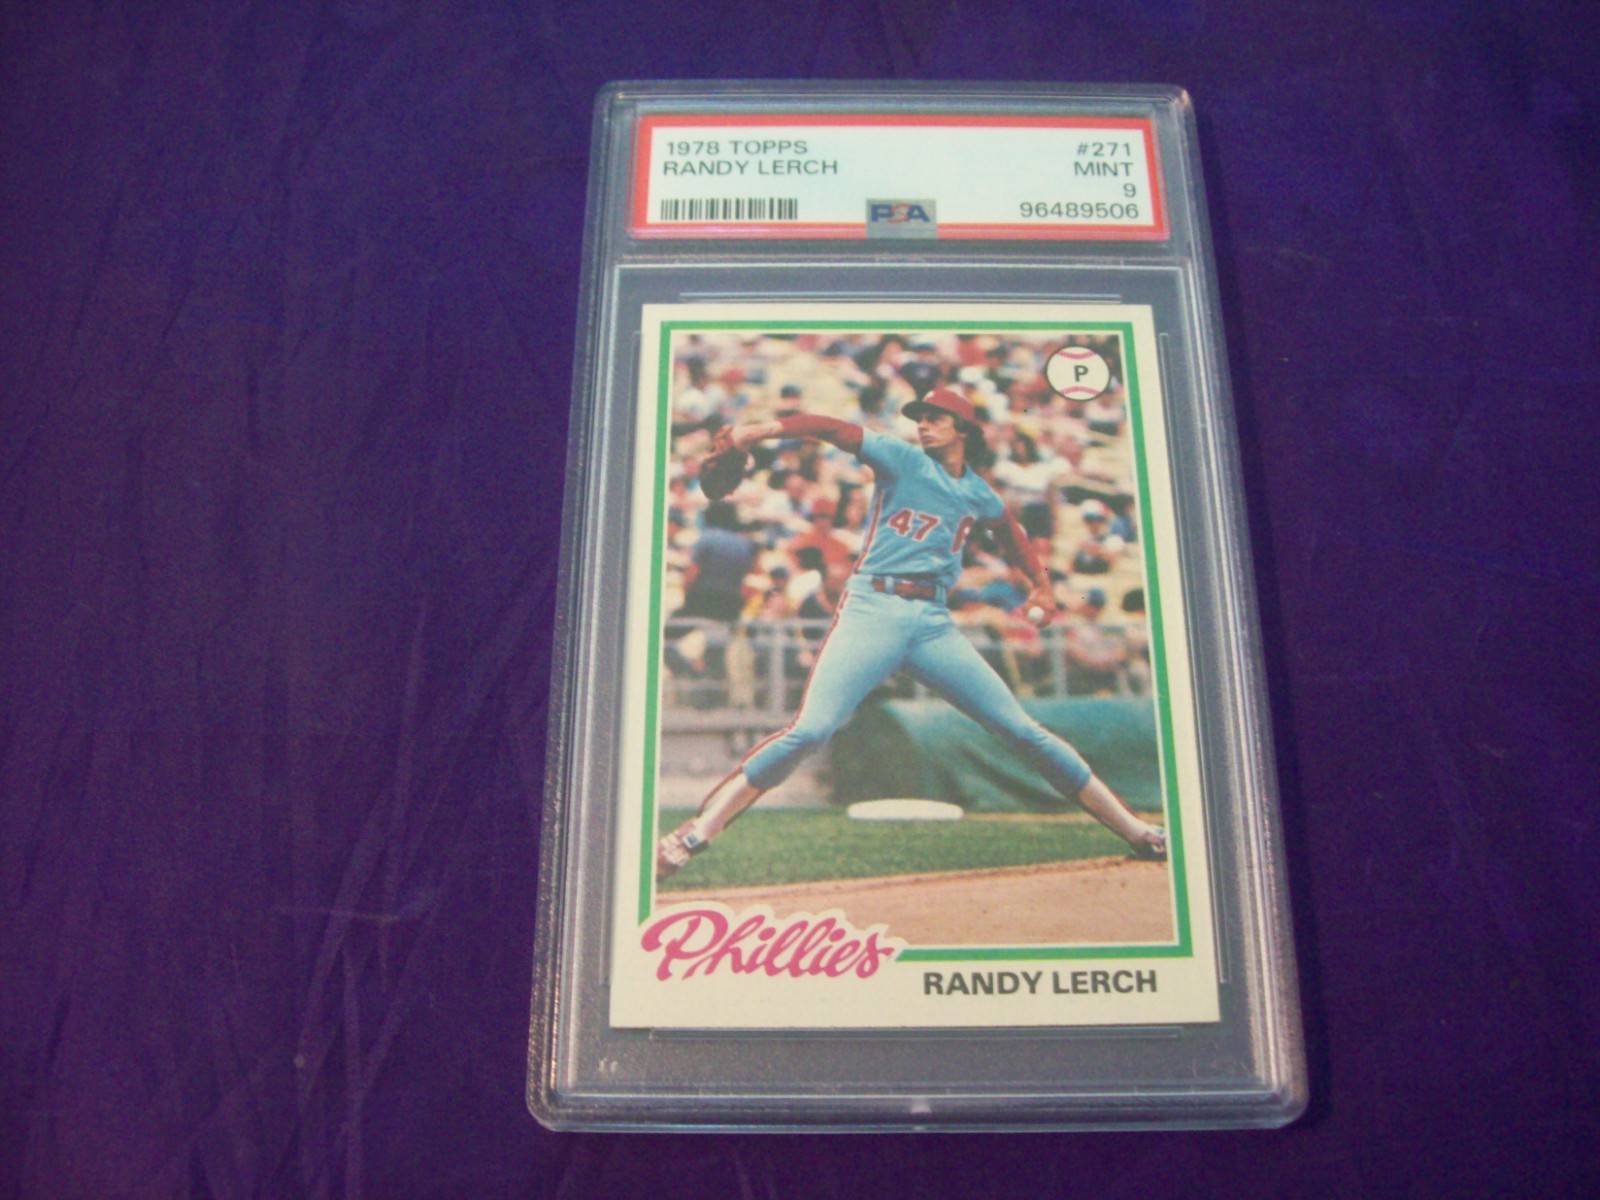 1978 TOPPS #271
RANDY LERCH MINT
9
PSA 96489506
P
47 P
Phillies
RANDY LERCH